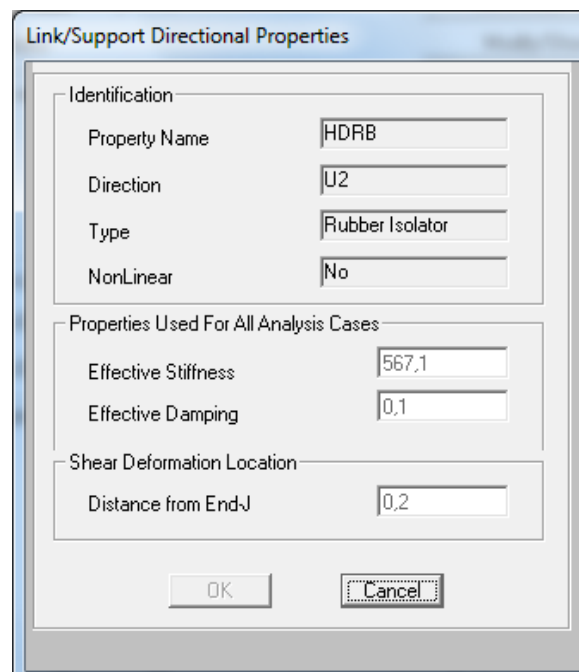 Link/Support Directional Properties
Identification
Property Name HDRB
Direction U2
Type Rubber Isolator
NonLinear No
Properties Used For All Analysis Cases
Effective Stiffness 567,1
Effective Damping 0,1
Shear Deformation Location
Distance from End-J 0,2
OK Cancel